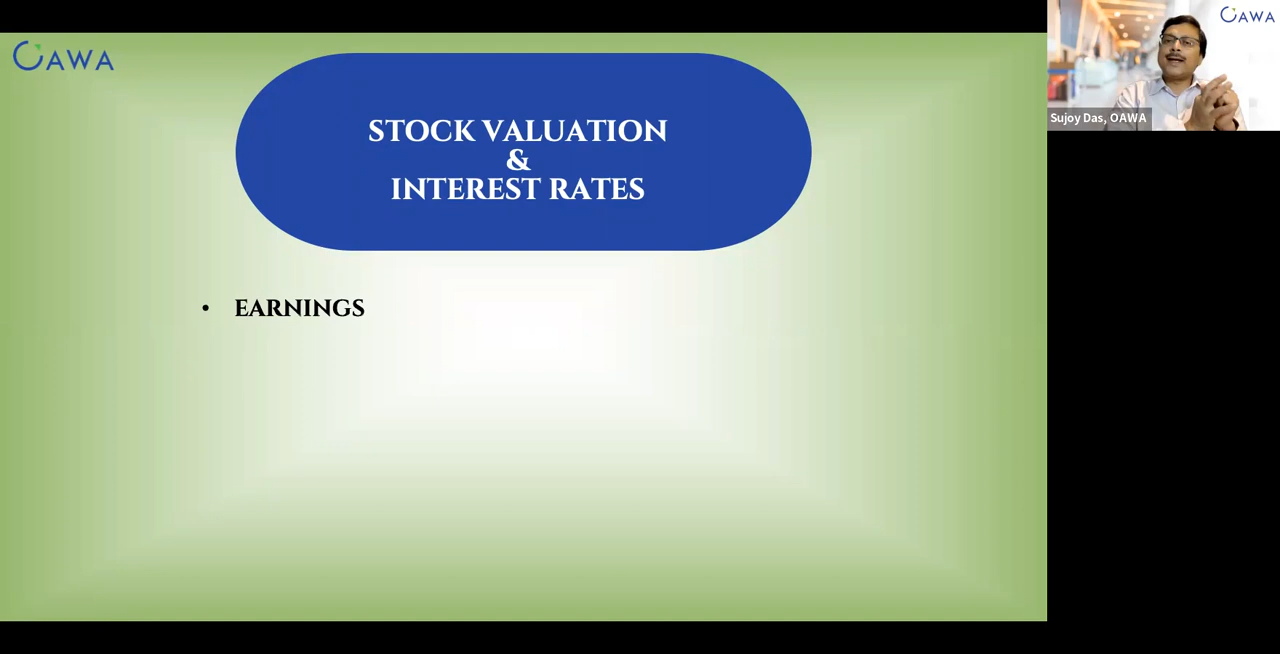 OAWA
STOCK VALUATION
&
INTEREST RATES
• EARNINGS
OAWA
Sujoy Das, OAWA